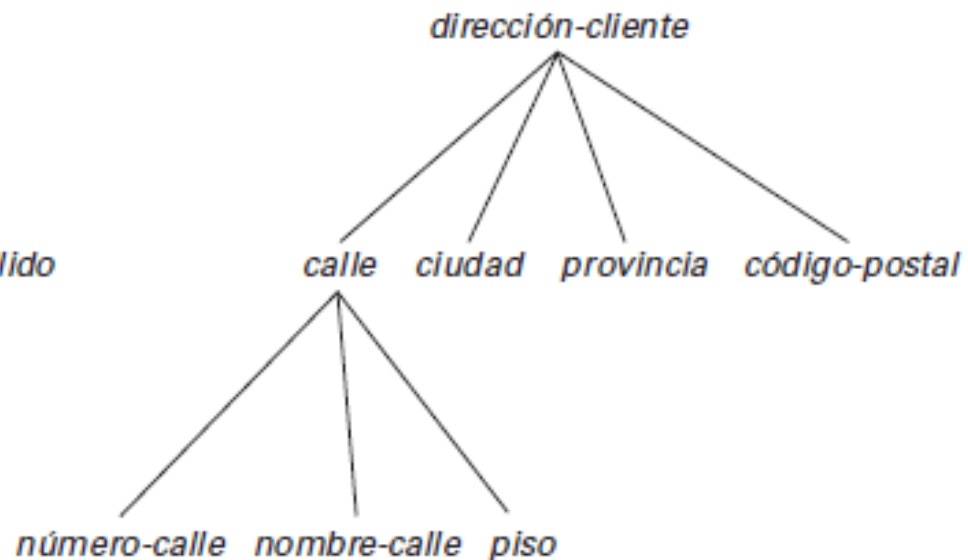 dirección-cliente
lido calle ciudad provincia código-postal
número-calle nombre-calle piso